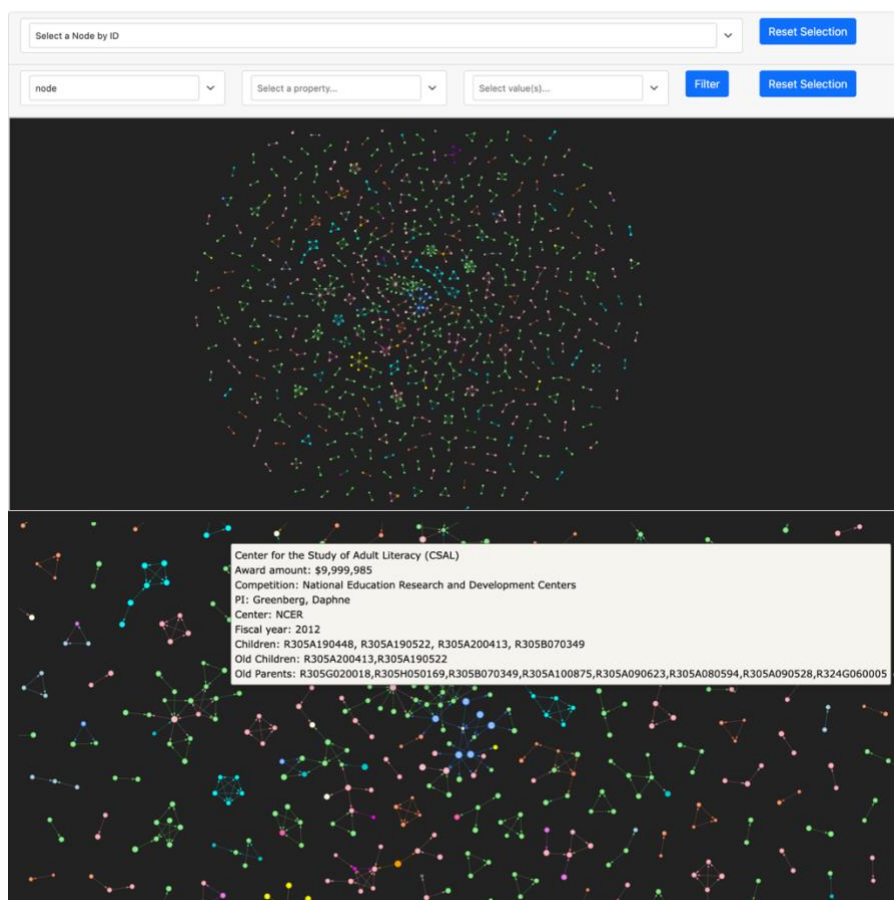 Select a Node by ID
Reset Selection
node
Select a property...
Select value(s)...
Filter
Reset Selection
Center for the Study of Adult Literacy (CSAL)
Award amount: $9,999,985
Competition: National Education Research and Development Centers
PI: Greenberg, Daphne
Center: NCER
Fiscal year: 2012
Children: R305A190448, R305A190522, R305A200413, R305B070349
Old Children: R305A200413,R305A190522
Old Parents: R305G020018,R305H050169,R305B070349,R305A100875,R305A090623,R305A080594,R305A090528,R324G060005